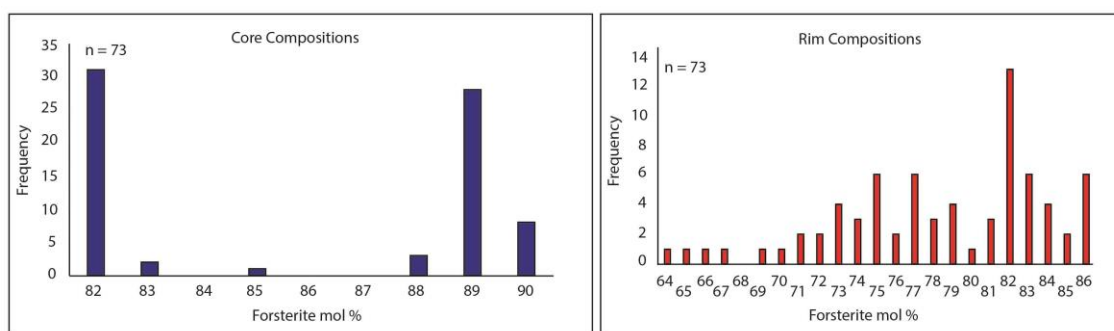 Core Compositions
n = 73
Frequency
35
30
25
20
15
10
5
0
82 83 84 85 86 87 88 89 90
Forsterite mol %
Rim Compositions
n = 73
Frequency
14
12
10
8
6
4
2
0
64 65 66 67 68 69 70 71 72 73 74 75 76 77 78 79 80 81 82 83 84 85 86
Forsterite mol %